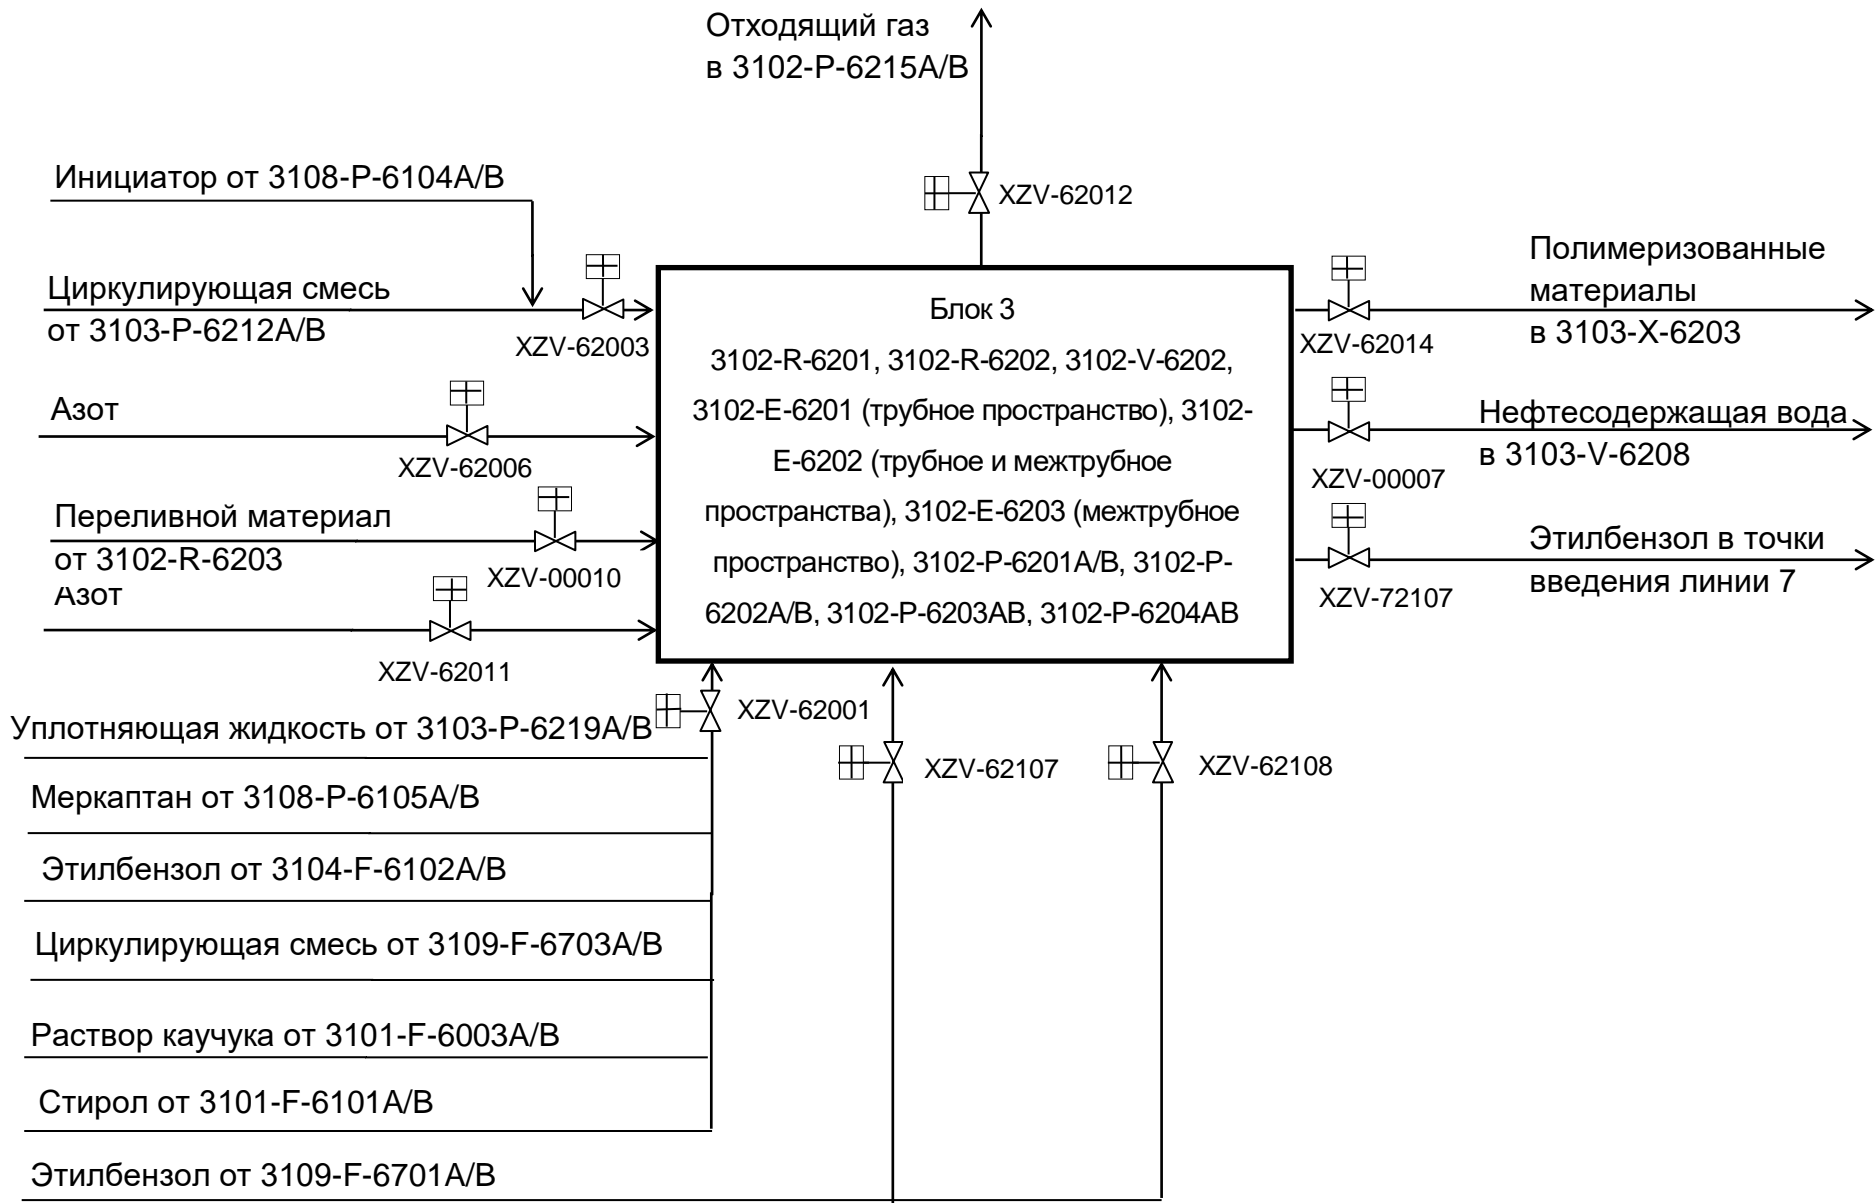 Отходящий газ
в 3102-P-6215A/B
XZV-62012
Инициатор от 3108-P-6104A/B
Циркулирующая смесь
от 3103-P-6212A/B
XZV-62003
Азот
XZV-62006
Переливной материал
от 3102-R-6203
XZV-00010
Азот
XZV-62011
Блок 3
3102-R-6201, 3102-R-6202, 3102-V-6202,
3102-E-6201 (трубное пространство), 3102-
E-6202 (трубное и межтрубное
пространства), 3102-E-6203 (межтрубное
пространство), 3102-P-6201A/B, 3102-P-
6202A/B, 3102-P-6203AB, 3102-P-6204AB
Полимеризованные
материалы
в 3103-X-6203
XZV-62014
Нефтесодержащая вода
в 3103-V-6208
XZV-00007
Этилбензол в точки
введения линии 7
XZV-72107
XZV-62001
XZV-62107
XZV-62108
Уплотняющая жидкость от 3103-P-6219A/B
Меркаптан от 3108-P-6105A/B
Этилбензол от 3104-F-6102A/B
Циркулирующая смесь от 3109-F-6703A/B
Раствор каучука от 3101-F-6003A/B
Стирол от 3101-F-6101A/B
Этилбензол от 3109-F-6701A/B